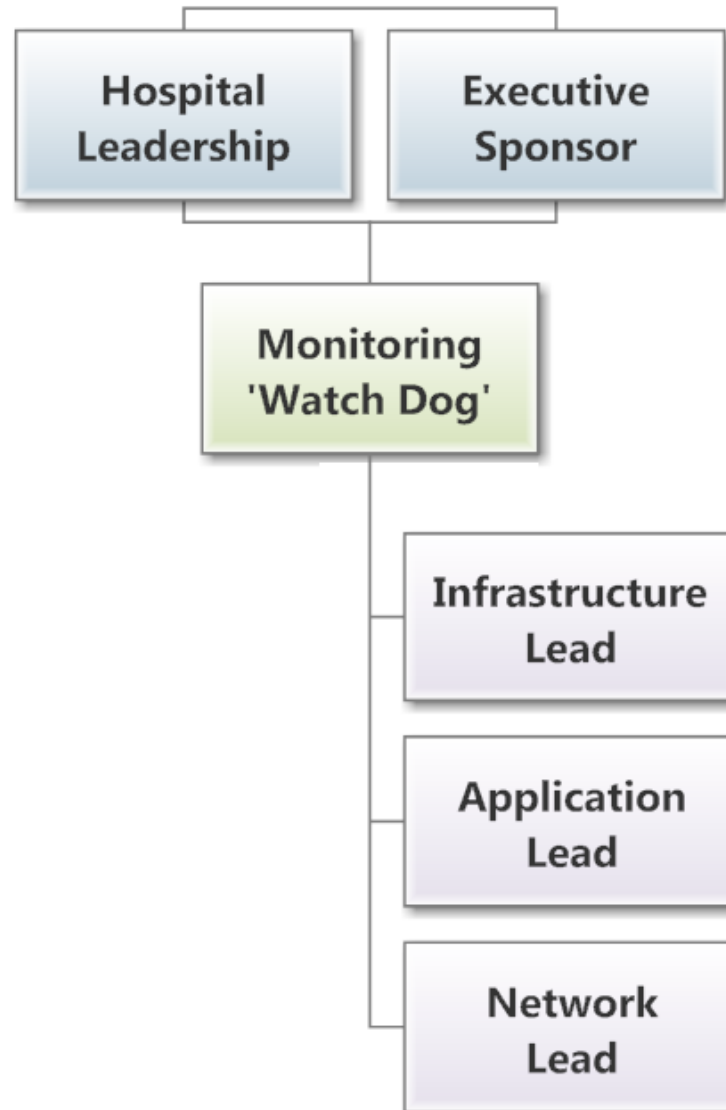 Hospital
Leadership
Executive
Sponsor
Monitoring
'Watch Dog'
Infrastructure
Lead
Application
Lead
Network
Lead